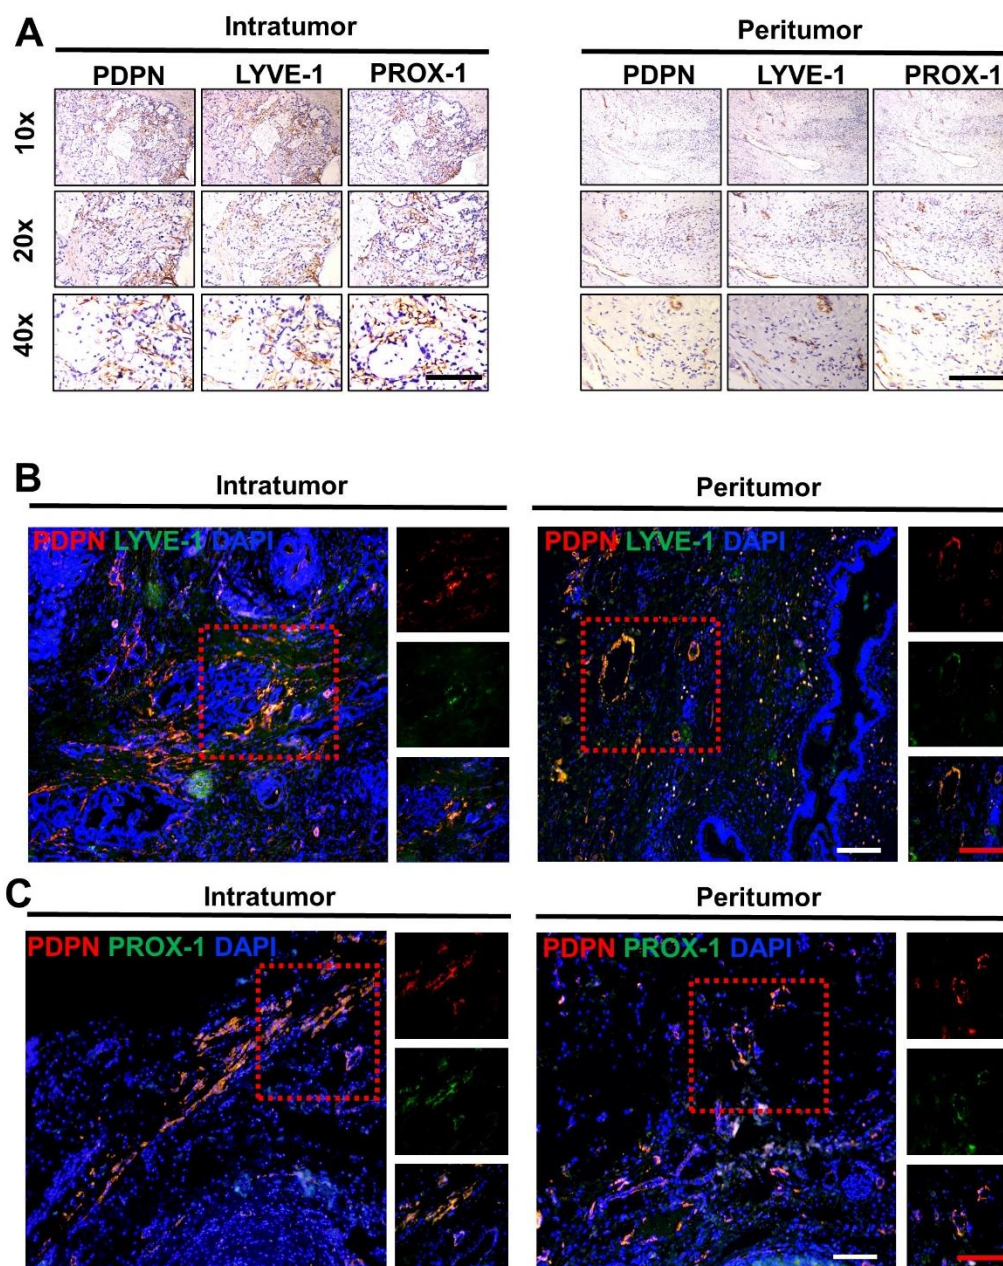 A
Intratumor
Peritumor
PDPN LYVE-1 PROX-1
PDPN LYVE-1 PROX-1
10x
20x
40x
B
Intratumor
Peritumor
PDPN LYVE-1 DAPI
PDPN LYVE-1 DAPI
C
Intratumor
Peritumor
PDPN PROX-1 DAPI
PDPN PROX-1 DAPI